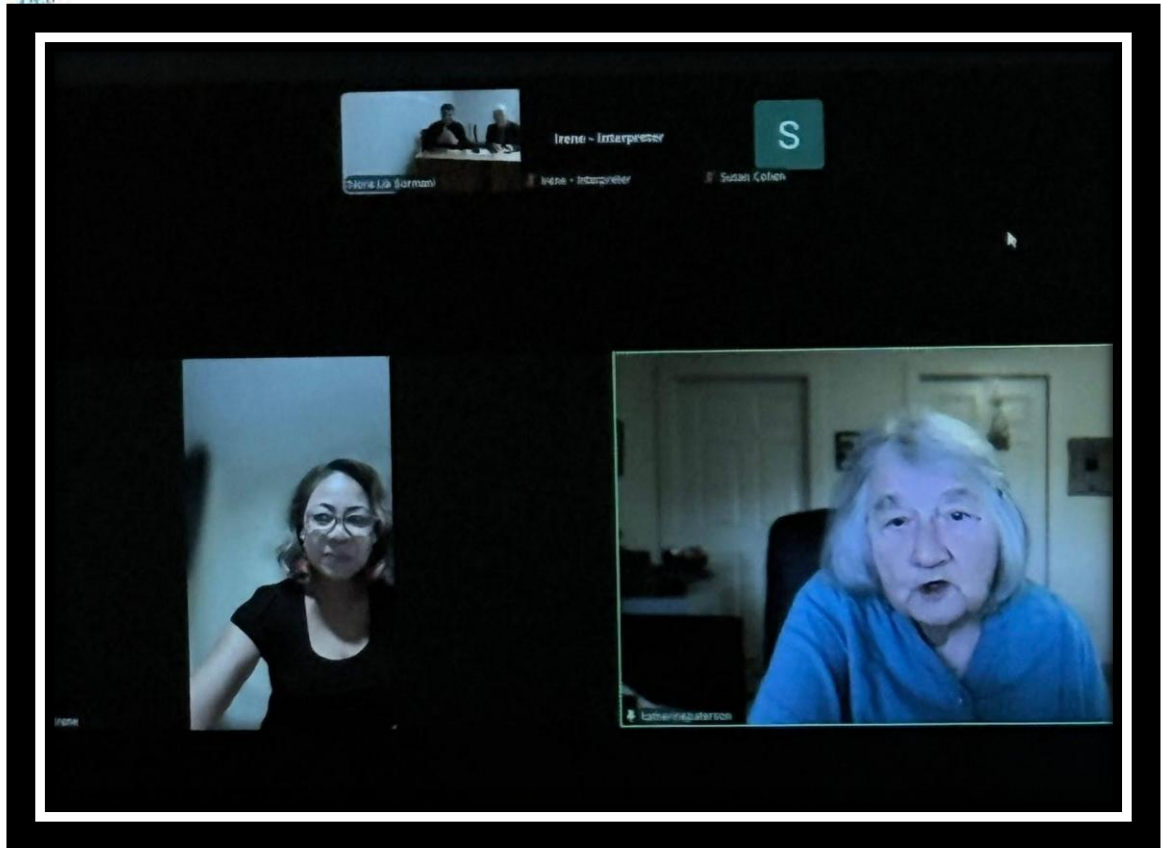 S
Irene - Interpreter
Irene - Interpreter
Susan Cohen
Irene
katherinepaterson